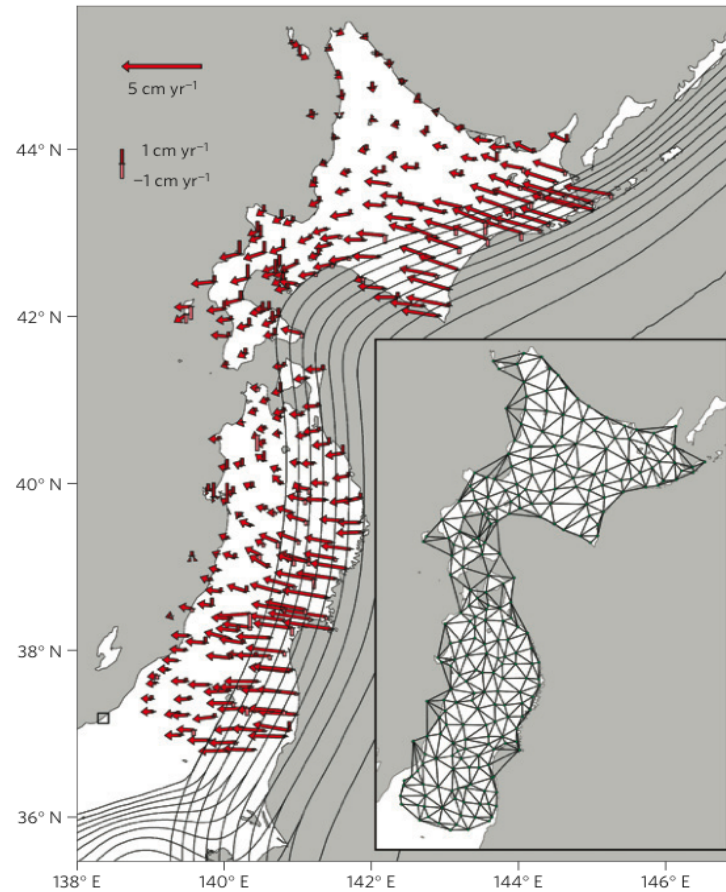 5 cm yr⁻¹
1 cm yr⁻¹
−1 cm yr⁻¹
44° N
42° N
40° N
38° N
36° N
138° E
140° E
142° E
144° E
146° E